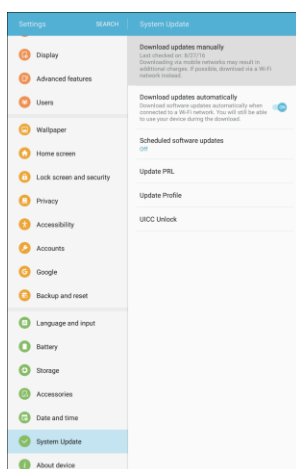 Settings
SEARCH
System Update
Display
Advanced features
Users
Wallpaper
Home screen
Lock screen and security
Privacy
Accessibility
Accounts
Google
Backup and reset
Language and input
Battery
Storage
Accessories
Date and time
System Update
About device
Download updates manually
Last checked on: 8/27/16
Downloading via mobile networks may result in
additional charges. If possible, download via a Wi-Fi
network instead.
Download updates automatically
Download software updates automatically when
connected to a Wi-Fi network. You will still be able
to use your device during the download.
ON
Scheduled software updates
Off
Update PRL
Update Profile
UICC Unlock